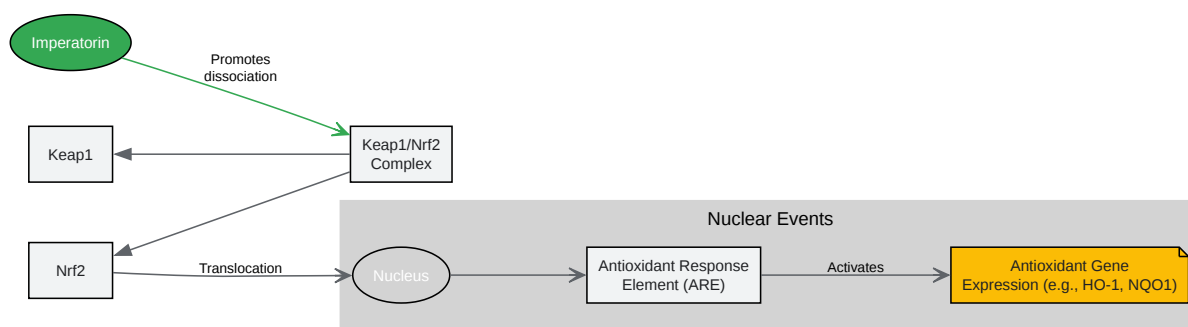 Imperatorin
Promotes
dissociation
Keap1
Keap1/Nrf2
Complex
Nuclear Events
Nrf2
Translocation
Nucleus
Antioxidant Response
Element (ARE)
Activates
Antioxidant Gene
Expression (e.g., HO-1, NQO1)